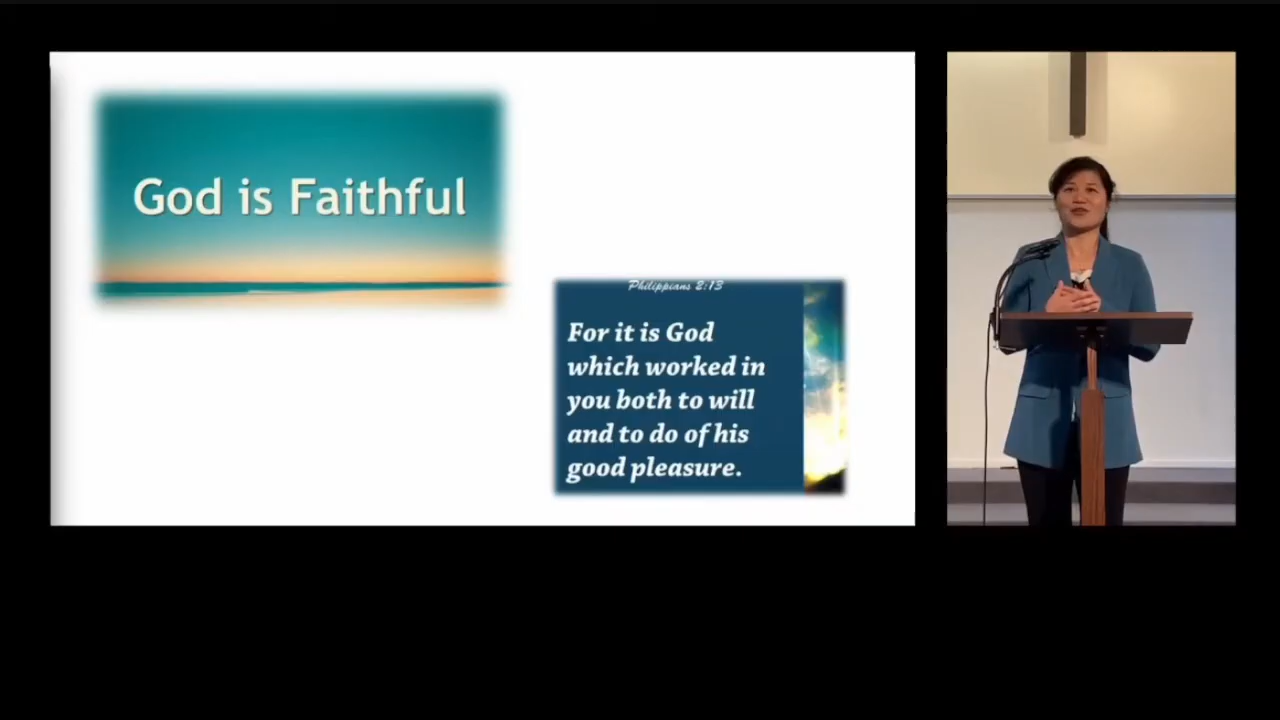 God is Faithful
Philippians 2:13
For it is God
which worked in
you both to will
and to do of his
good pleasure.